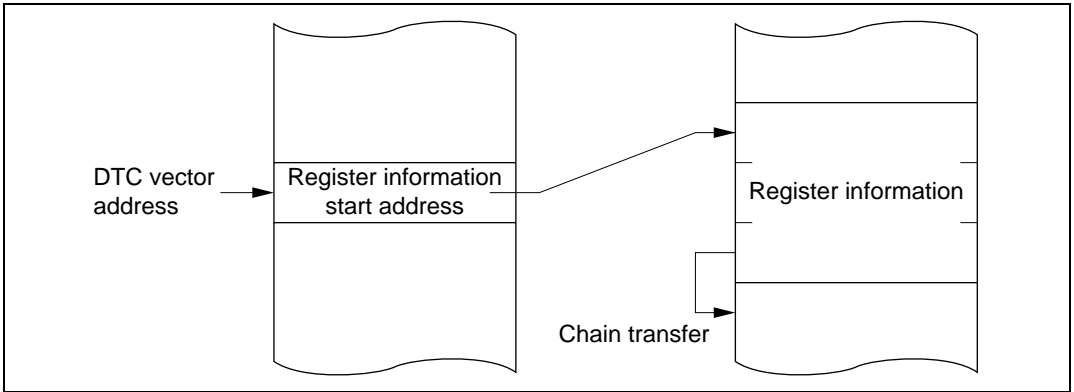 DTC vector
address
Register information
start address
Register information
Chain transfer